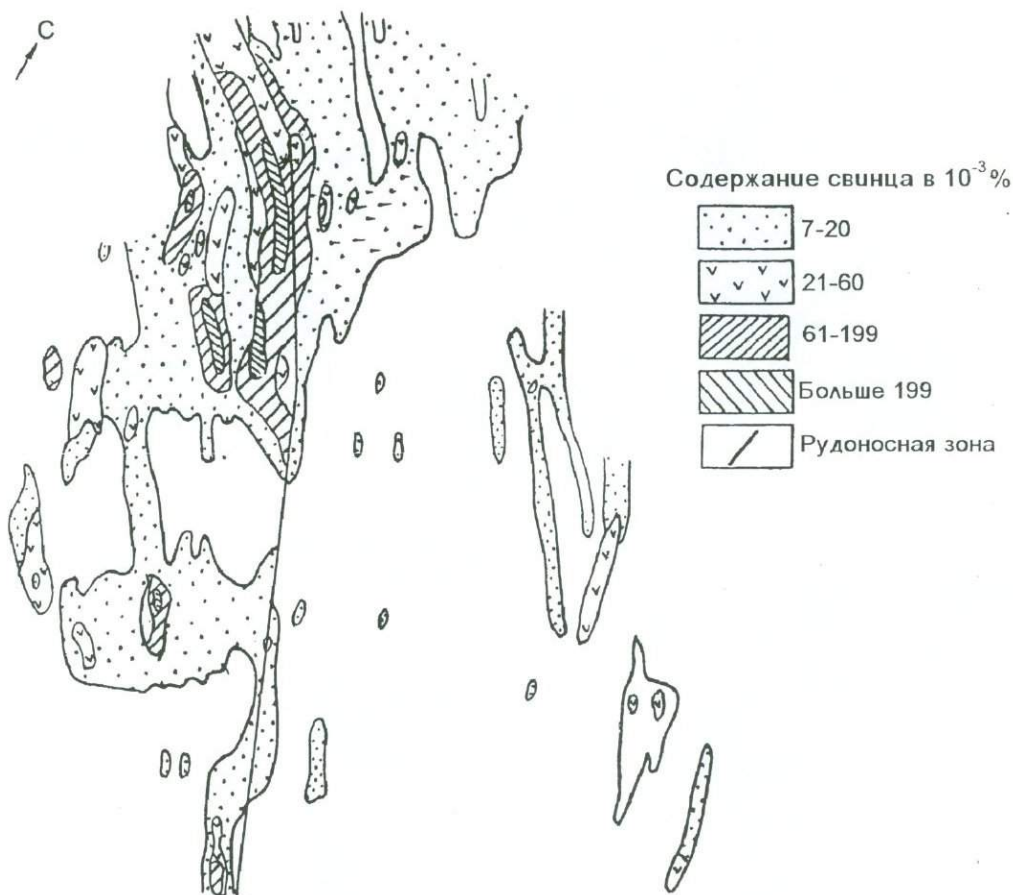 С
Содержание свинца в 10⁻³%
7-20
21-60
61-199
Больше 199
Рудоносная зона